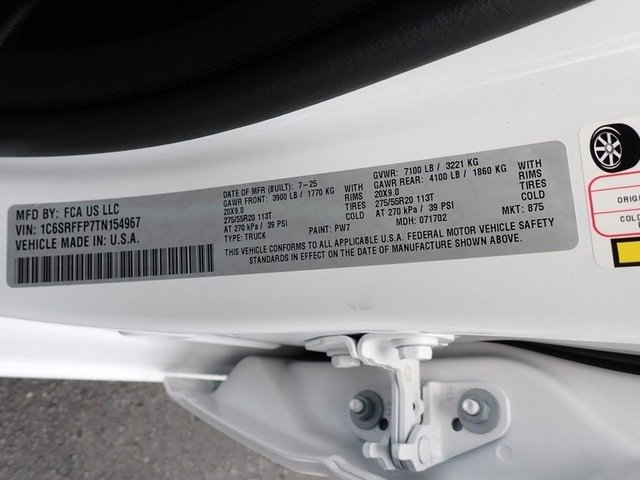 MFD BY: FCA US LLC
VIN: 1C6SRFFP7TN154967
VEHICLE MADE IN U.S.A.
DATE OF MFR (BUILT): 7-25
GAWR FRONT: 3900 LB / 1770 KG WITH
20X9.0 RIMS
275/55R20 113T TIRES
AT 270 kPa / 39 PSI COLD
TYPE: TRUCK PAINT: PW7
GVWR: 7100 LB / 3221 KG
GAWR REAR: 4100 LB / 1860 KG WITH
20X9.0 RIMS
275/55R20 113T TIRES
AT 270 kPa / 39 PSI COLD
MDH: 071702 MKT: 875
THIS VEHICLE CONFORMS TO ALL APPLICABLE U.S.A. FEDERAL MOTOR VEHICLE SAFETY
STANDARDS IN EFFECT ON THE DATE OF MANUFACTURE SHOWN ABOVE.
ORIG
COLD